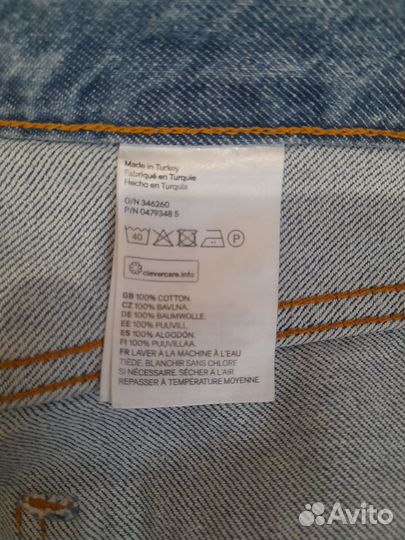 Made in Turkey
Fabriqué en Turquie
Hecho en Turquía
O/N 346260
P/N 0479348 5
40 P
clevercare.info
GB 100% COTTON.
CZ 100% BAVLNA.
DE 100% BAUMWOLLE.
EE 100% PUUVILL.
ES 100% ALGODÓN.
FI 100% PUUVILLAA.
FR LAVER À LA MACHINE À L'EAU
TIÈDE. BLANCHIR SANS CHLORE
SI NÉCESSAIRE. SÉCHER À L'AIR
REPASSER À TEMPÉRATURE MOYENNE.
Avito